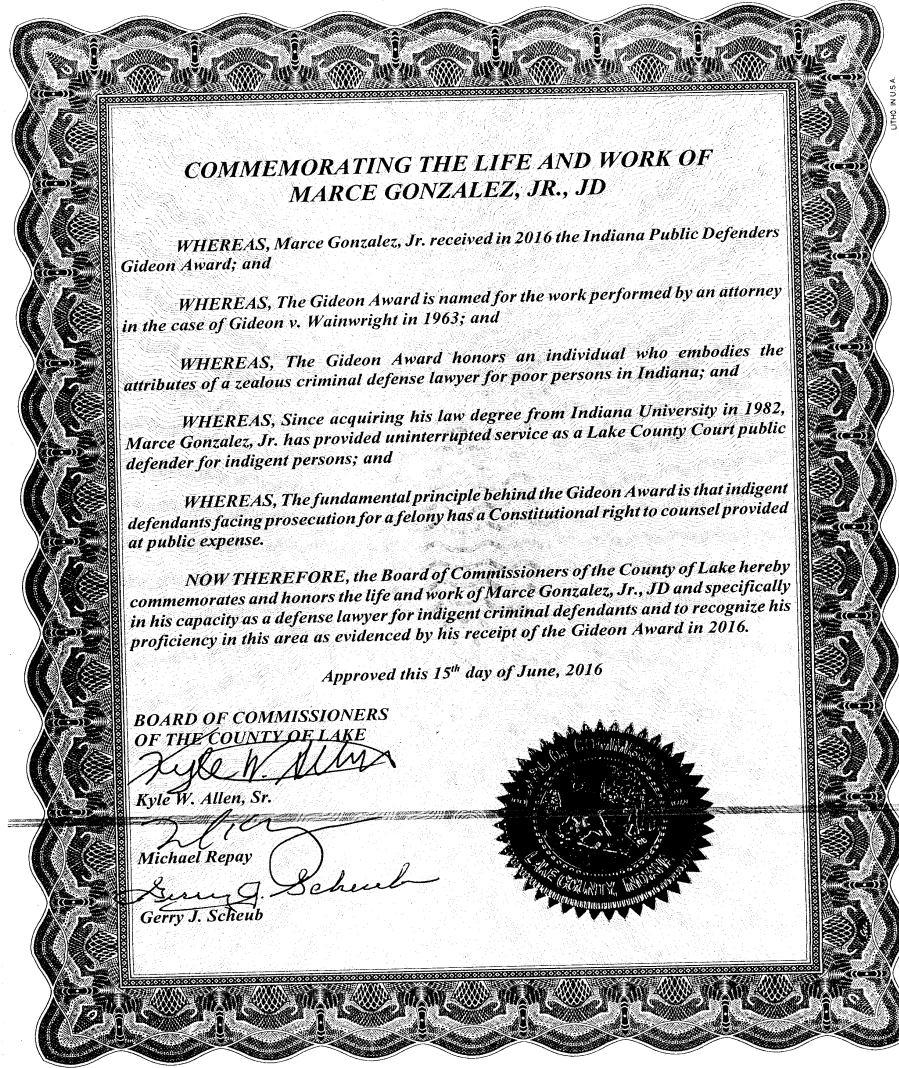 LITHO. IN U.S.A.
COMMEMORATING THE LIFE AND WORK OF
MARCE GONZALEZ, JR., JD
WHEREAS, Marce Gonzalez, Jr. received in 2016 the Indiana Public Defenders
Gideon Award; and
WHEREAS, The Gideon Award is named for the work performed by an attorney
in the case of Gideon v. Wainwright in 1963; and
WHEREAS, The Gideon Award honors an individual who embodies the
attributes of a zealous criminal defense lawyer for poor persons in Indiana; and
WHEREAS, Since acquiring his law degree from Indiana University in 1982,
Marce Gonzalez, Jr. has provided uninterrupted service as a Lake County Court public
defender for indigent persons; and
WHEREAS, The fundamental principle behind the Gideon Award is that indigent
defendants facing prosecution for a felony has a Constitutional right to counsel provided
at public expense.
NOW THEREFORE, the Board of Commissioners of the County of Lake hereby
commemorates and honors the life and work of Marce Gonzalez, Jr., JD and specifically
in his capacity as a defense lawyer for indigent criminal defendants and to recognize his
proficiency in this area as evidenced by his receipt of the Gideon Award in 2016.
Approved this 15th day of June, 2016
BOARD OF COMMISSIONERS
OF THE COUNTY OF LAKE
Kyle W. Allen
Kyle W. Allen, Sr.
Michael Repay
Gerry J. Scheub
Gerry J. Scheub
LAKE COUNTY, INDIANA